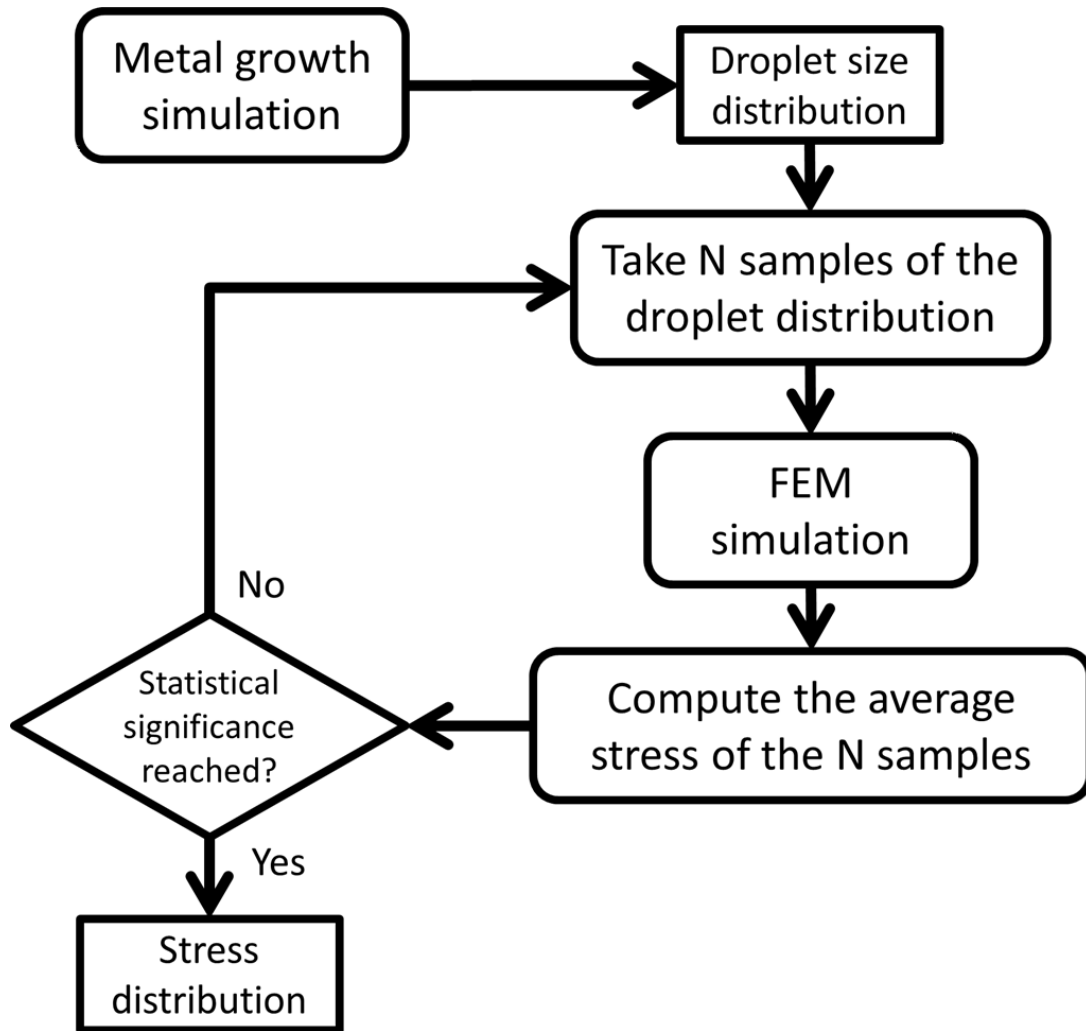 Metal growth
simulation
Droplet size
distribution
Take N samples of the
droplet distribution
FEM
simulation
Compute the average
stress of the N samples
Statistical
significance
reached?
No
Yes
Stress
distribution